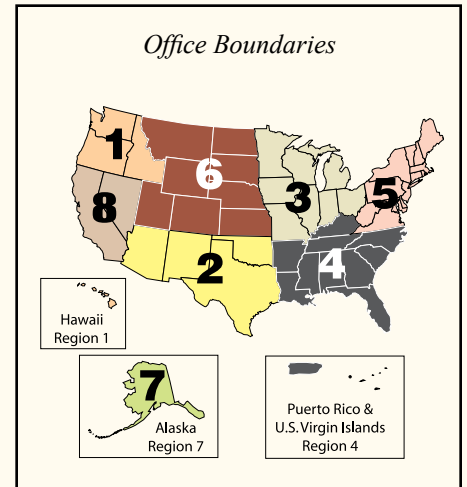 Office Boundaries
1
6
5
3
8
4
2
Hawaii
Region 1
7
Alaska
Region 7
Puerto Rico &
U.S. Virgin Islands
Region 4